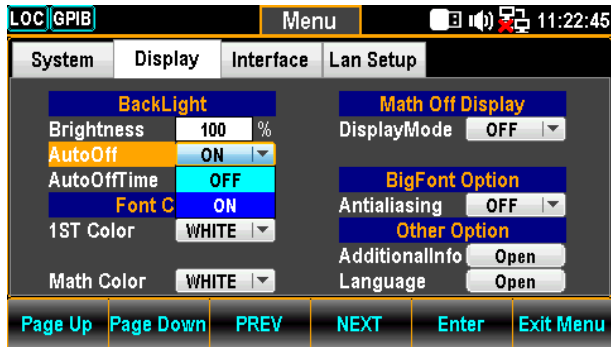 LOC GPIB Menu 11:22:45
System Display Interface Lan Setup
BackLight
Brightness 100 %
AutoOff ON
AutoOffTime OFF
ON
Font C
1ST Color WHITE
Math Color WHITE
Math Off Display
DisplayMode OFF
BigFont Option
Antialiasing OFF
Other Option
AdditionalInfo Open
Language Open
Page Up Page Down PREV NEXT Enter Exit Menu